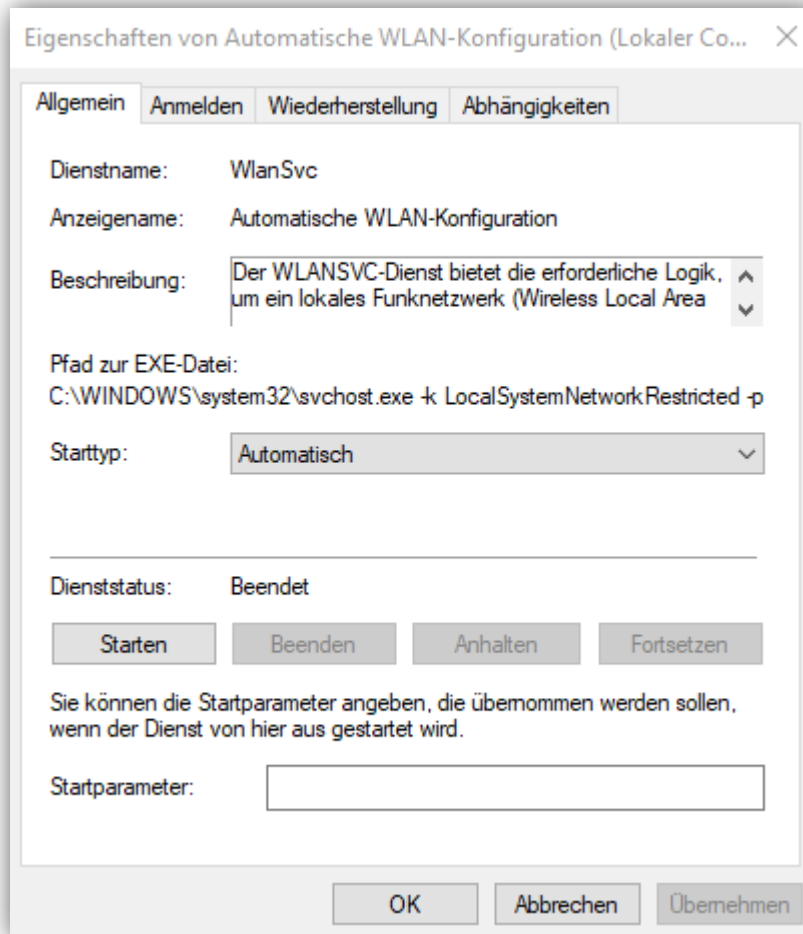 Eigenschaften von Automatische WLAN-Konfiguration (Lokaler Co...
Allgemein Anmelden Wiederherstellung Abhängigkeiten
Dienstname: WlanSvc
Anzeigename: Automatische WLAN-Konfiguration
Beschreibung: Der WLANSVC-Dienst bietet die erforderliche Logik,
um ein lokales Funknetzwerk (Wireless Local Area
Pfad zur EXE-Datei:
C:\WINDOWS\system32\svchost.exe -k LocalSystemNetworkRestricted -p
Starttyp: Automatisch
Dienststatus: Beendet
Starten Beenden Anhalten Fortsetzen
Sie können die Startparameter angeben, die übernommen werden sollen,
wenn der Dienst von hier aus gestartet wird.
Startparameter:
OK Abbrechen Übernehmen